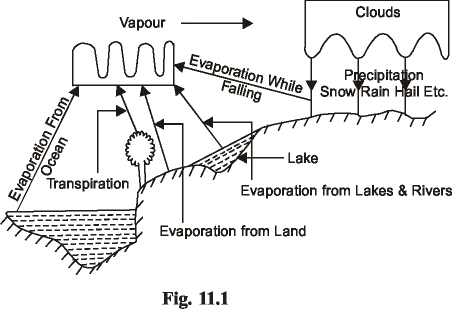 Vapour
Clouds
Evaporation While
Falling
Precipitation
Snow Rain Hail Etc.
Evaporation From
Ocean
Transpiration
Lake
Evaporation from Lakes & Rivers
Evaporation from Land
Fig. 11.1